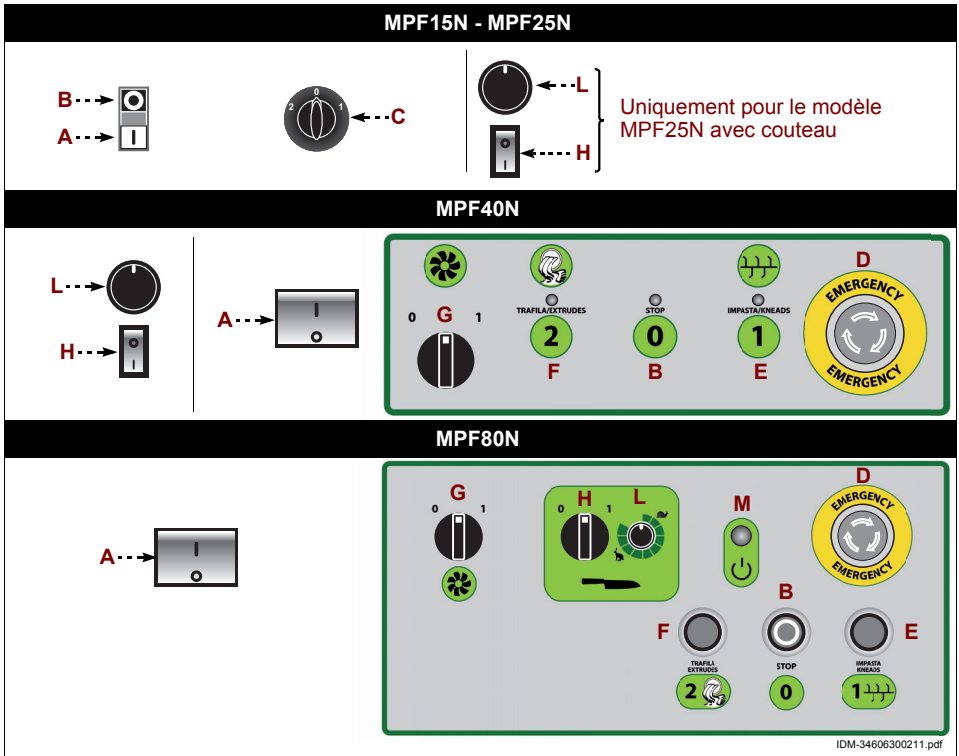 MPF15N - MPF25N
B
A
2 0 1
C
L
H
Uniquement pour le modèle
MPF25N avec couteau
MPF40N
L
H
A
0 G 1
TRAFILA/EXTRUDES
2
F
STOP
0
B
IMPASTA/KNEADS
1
E
D
EMERGENCY
EMERGENCY
MPF80N
A
G
0 1
H
0 1
L
M
D
EMERGENCY
EMERGENCY
F
B
E
TRAFILA
EXTRUDES
2
STOP
0
IMPASTA
KNEADS
1
IDM-34606300211.pdf